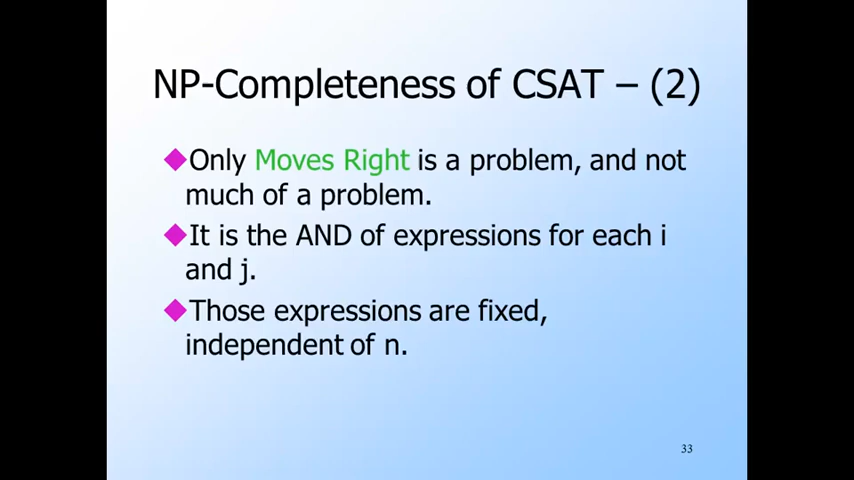 NP-Completeness of CSAT – (2)
Only Moves Right is a problem, and not
much of a problem.
It is the AND of expressions for each i
and j.
Those expressions are fixed,
independent of n.
33